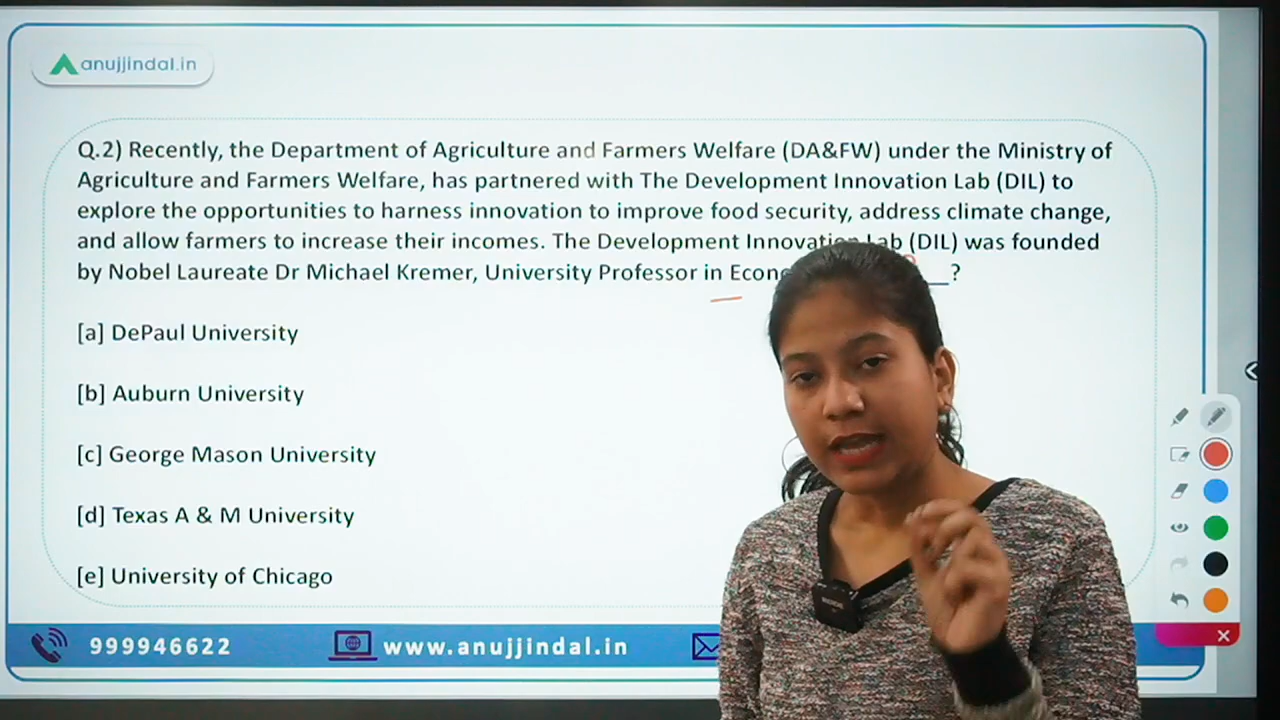 anujjindal.in
Q.2) Recently, the Department of Agriculture and Farmers Welfare (DA&FW) under the Ministry of
Agriculture and Farmers Welfare, has partnered with The Development Innovation Lab (DIL) to
explore the opportunities to harness innovation to improve food security, address climate change,
and allow farmers to increase their incomes. The Development Innovation Lab (DIL) was founded
by Nobel Laureate Dr Michael Kremer, University Professor in __?
[a] DePaul University
[b] Auburn University
[c] George Mason University
[d] Texas A & M University
[e] University of Chicago
999946622
www.anujjindal.in